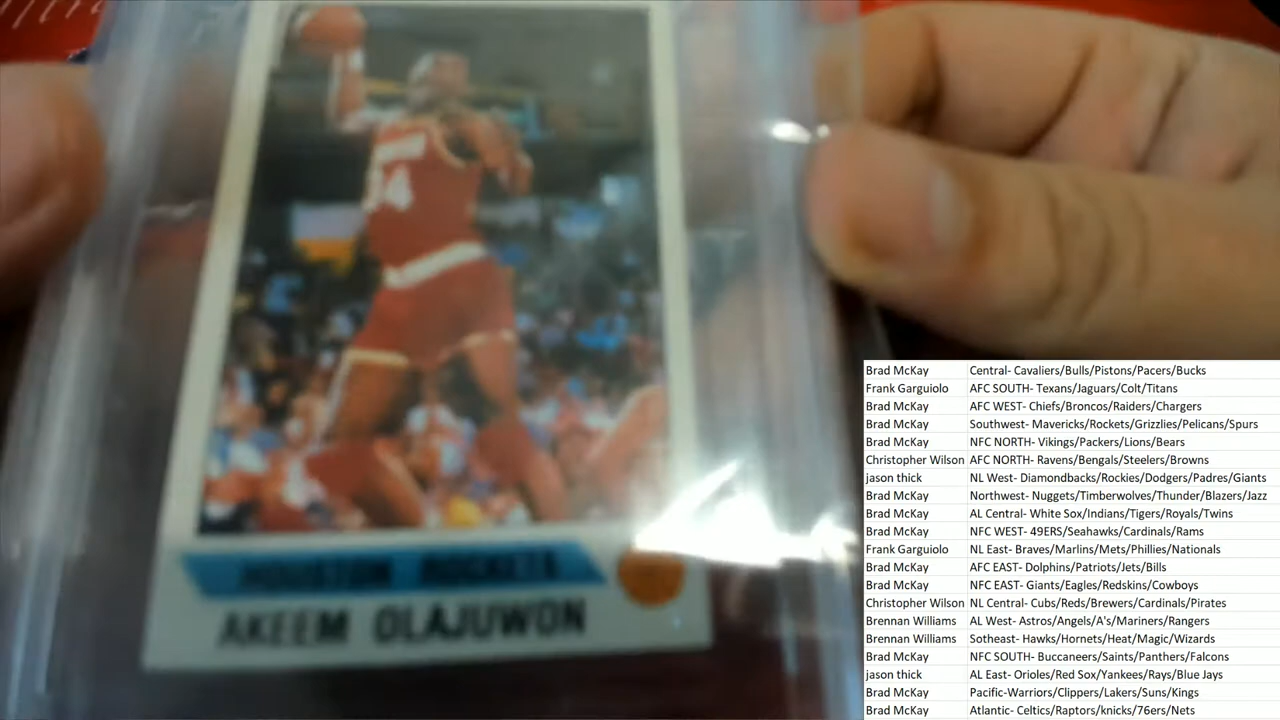 34
HOUSTON ROCKETS
AKEEM OLAJUWON
Brad McKay Central- Cavaliers/Bulls/Pistons/Pacers/Bucks
Frank Garguiolo AFC SOUTH- Texans/Jaguars/Colt/Titans
Brad McKay AFC WEST- Chiefs/Broncos/Raiders/Chargers
Brad McKay Southwest- Mavericks/Rockets/Grizzlies/Pelicans/Spurs
Brad McKay NFC NORTH- Vikings/Packers/Lions/Bears
Christopher Wilson AFC NORTH- Ravens/Bengals/Steelers/Browns
jason thick NL West- Diamondbacks/Rockies/Dodgers/Padres/Giants
Brad McKay Northwest- Nuggets/Timberwolves/Thunder/Blazers/Jazz
Brad McKay AL Central- White Sox/Indians/Tigers/Royals/Twins
Brad McKay NFC WEST- 49ERS/Seahawks/Cardinals/Rams
Frank Garguiolo NL East- Braves/Marlins/Mets/Phillies/Nationals
Brad McKay AFC EAST- Dolphins/Patriots/Jets/Bills
Brad McKay NFC EAST- Giants/Eagles/Redskins/Cowboys
Christopher Wilson NL Central- Cubs/Reds/Brewers/Cardinals/Pirates
Brennan Williams AL West- Astros/Angels/A's/Mariners/Rangers
Brennan Williams Sotheast- Hawks/Hornets/Heat/Magic/Wizards
Brad McKay NFC SOUTH- Buccaneers/Saints/Panthers/Falcons
jason thick AL East- Orioles/Red Sox/Yankees/Rays/Blue Jays
Brad McKay Pacific-Warriors/Clippers/Lakers/Suns/Kings
Brad McKay Atlantic- Celtics/Raptors/knicks/76ers/Nets